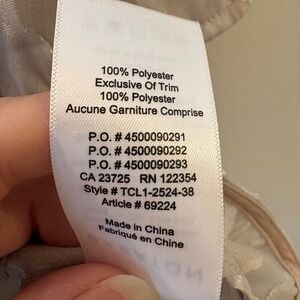 100% Polyester
Exclusive Of Trim
100% Polyester
Aucune Garniture Comprise
P.O. # 4500090291
P.O. # 4500090292
P.O. # 4500090293
CA 23725 RN 122354
Style # TCL1-2524-38
Article # 69224
Made in China
Fabriqué en Chine